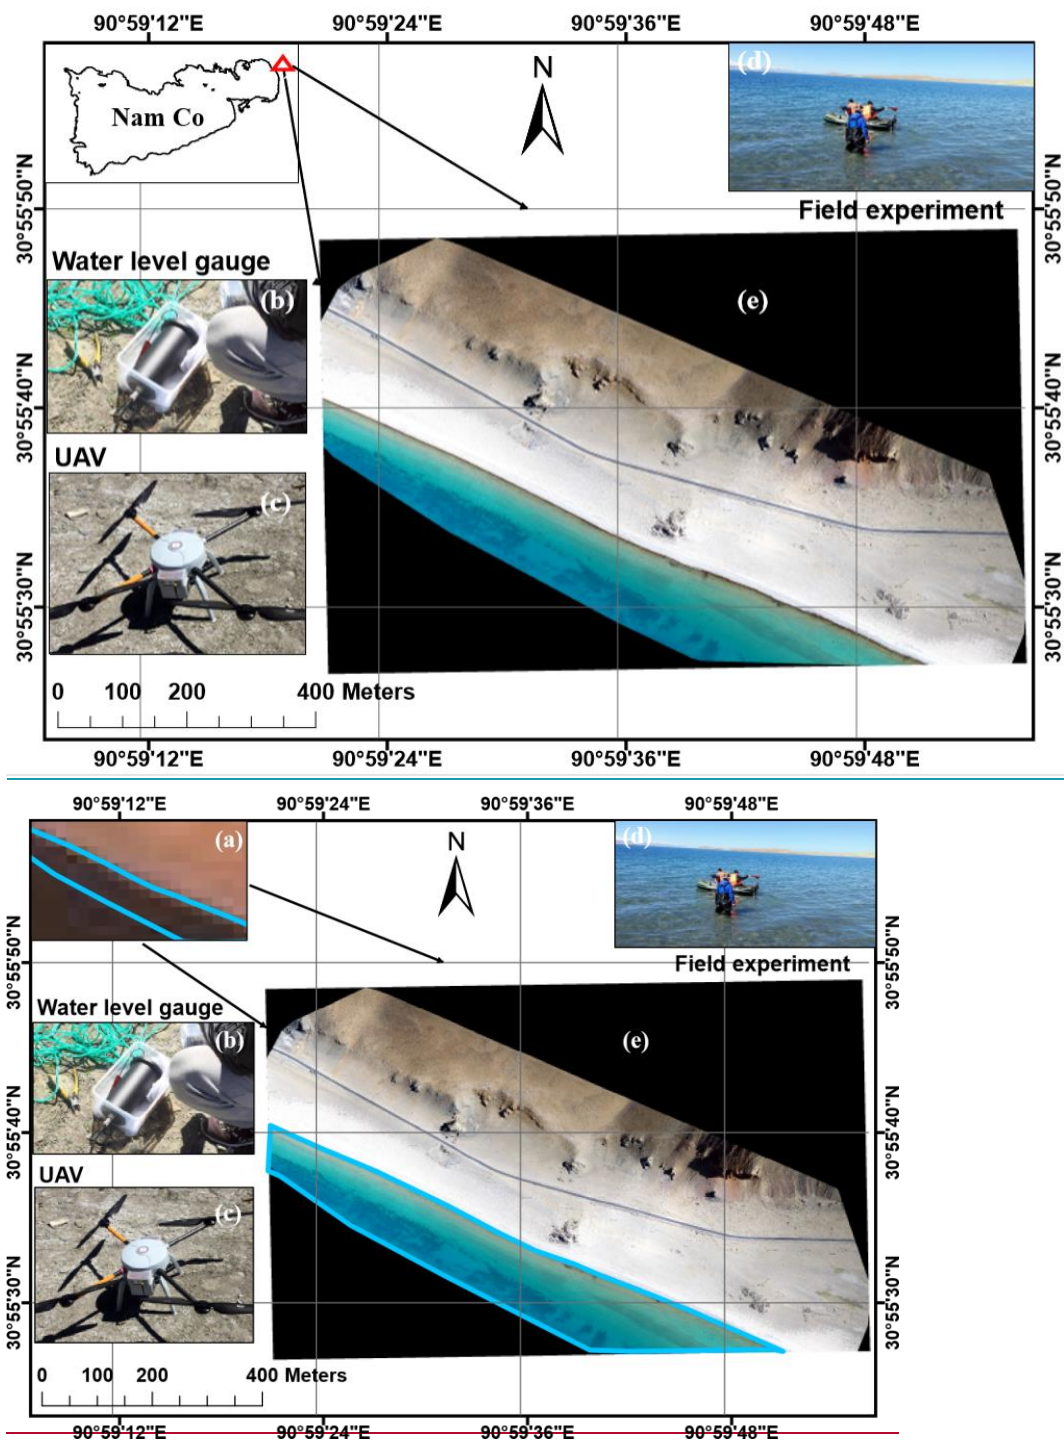 90°59'12"E 90°59'24"E 90°59'36"E 90°59'48"E
Nam Co
N
(d)
30°55'50"N 30°55'50"N
Field experiment
Water level gauge
(b)
(e)
30°55'40"N 30°55'40"N
UAV
(c)
30°55'30"N 30°55'30"N
0 100 200 400 Meters
90°59'12"E 90°59'24"E 90°59'36"E 90°59'48"E
90°59'12"E 90°59'24"E 90°59'36"E 90°59'48"E
(a)
N
(d)
30°55'50"N 30°55'50"N
Field experiment
Water level gauge
(b)
(e)
30°55'40"N 30°55'40"N
UAV
(c)
30°55'30"N 30°55'30"N
0 100 200 400 Meters
90°59'12"E 90°59'24"E 90°59'36"E 90°59'48"E